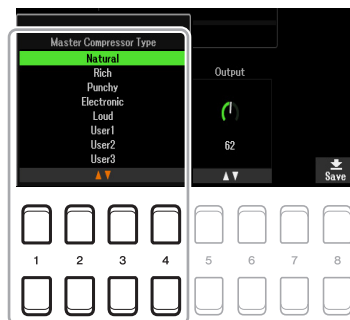 Master Compressor Type
Natural
Rich
Punchy
Electronic
Loud
User1
User2
User3
Output
62
Save
1 2 3 4 5 6 7 8